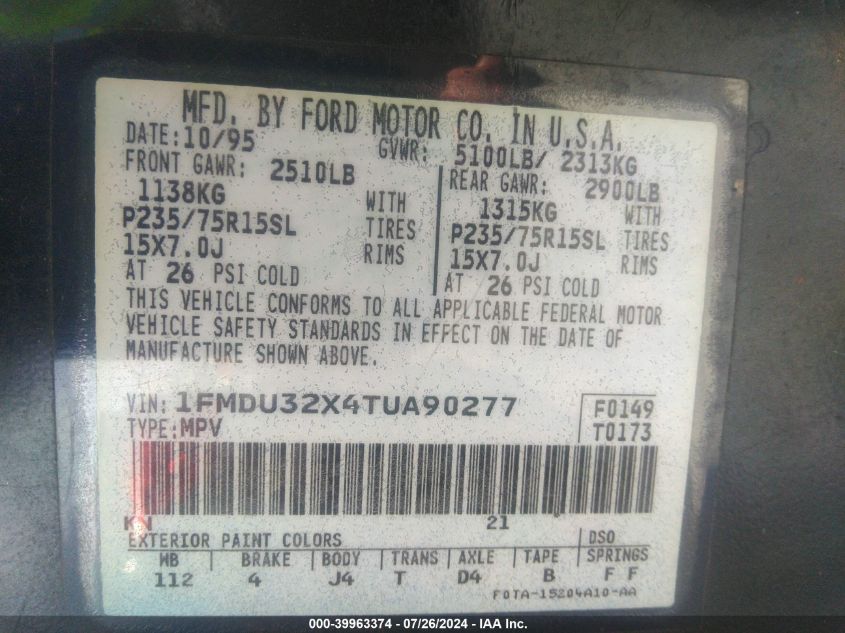 MFD. BY FORD MOTOR CO. IN U.S.A.
DATE: 10/95 GVWR: 5100LB/ 2313KG
FRONT GAWR: 2510LB REAR GAWR: 2900LB
1138KG WITH 1315KG WITH
P235/75R15SL TIRES P235/75R15SL TIRES
15X7.0J RIMS 15X7.0J RIMS
AT 26 PSI COLD AT 26 PSI COLD
THIS VEHICLE CONFORMS TO ALL APPLICABLE FEDERAL MOTOR
VEHICLE SAFETY STANDARDS IN EFFECT ON THE DATE OF
MANUFACTURE SHOWN ABOVE.
VIN: 1FMDU32X4TUA90277 F0149
TYPE: MPV T0173
KN 21
EXTERIOR PAINT COLORS DSO
WB BRAKE BODY TRANS AXLE TAPE SPRINGS
112 4 J4 T D4 B F F
F0TA-15204A10-AA
000-39963374 / 07/26/2024 - IAA Inc.